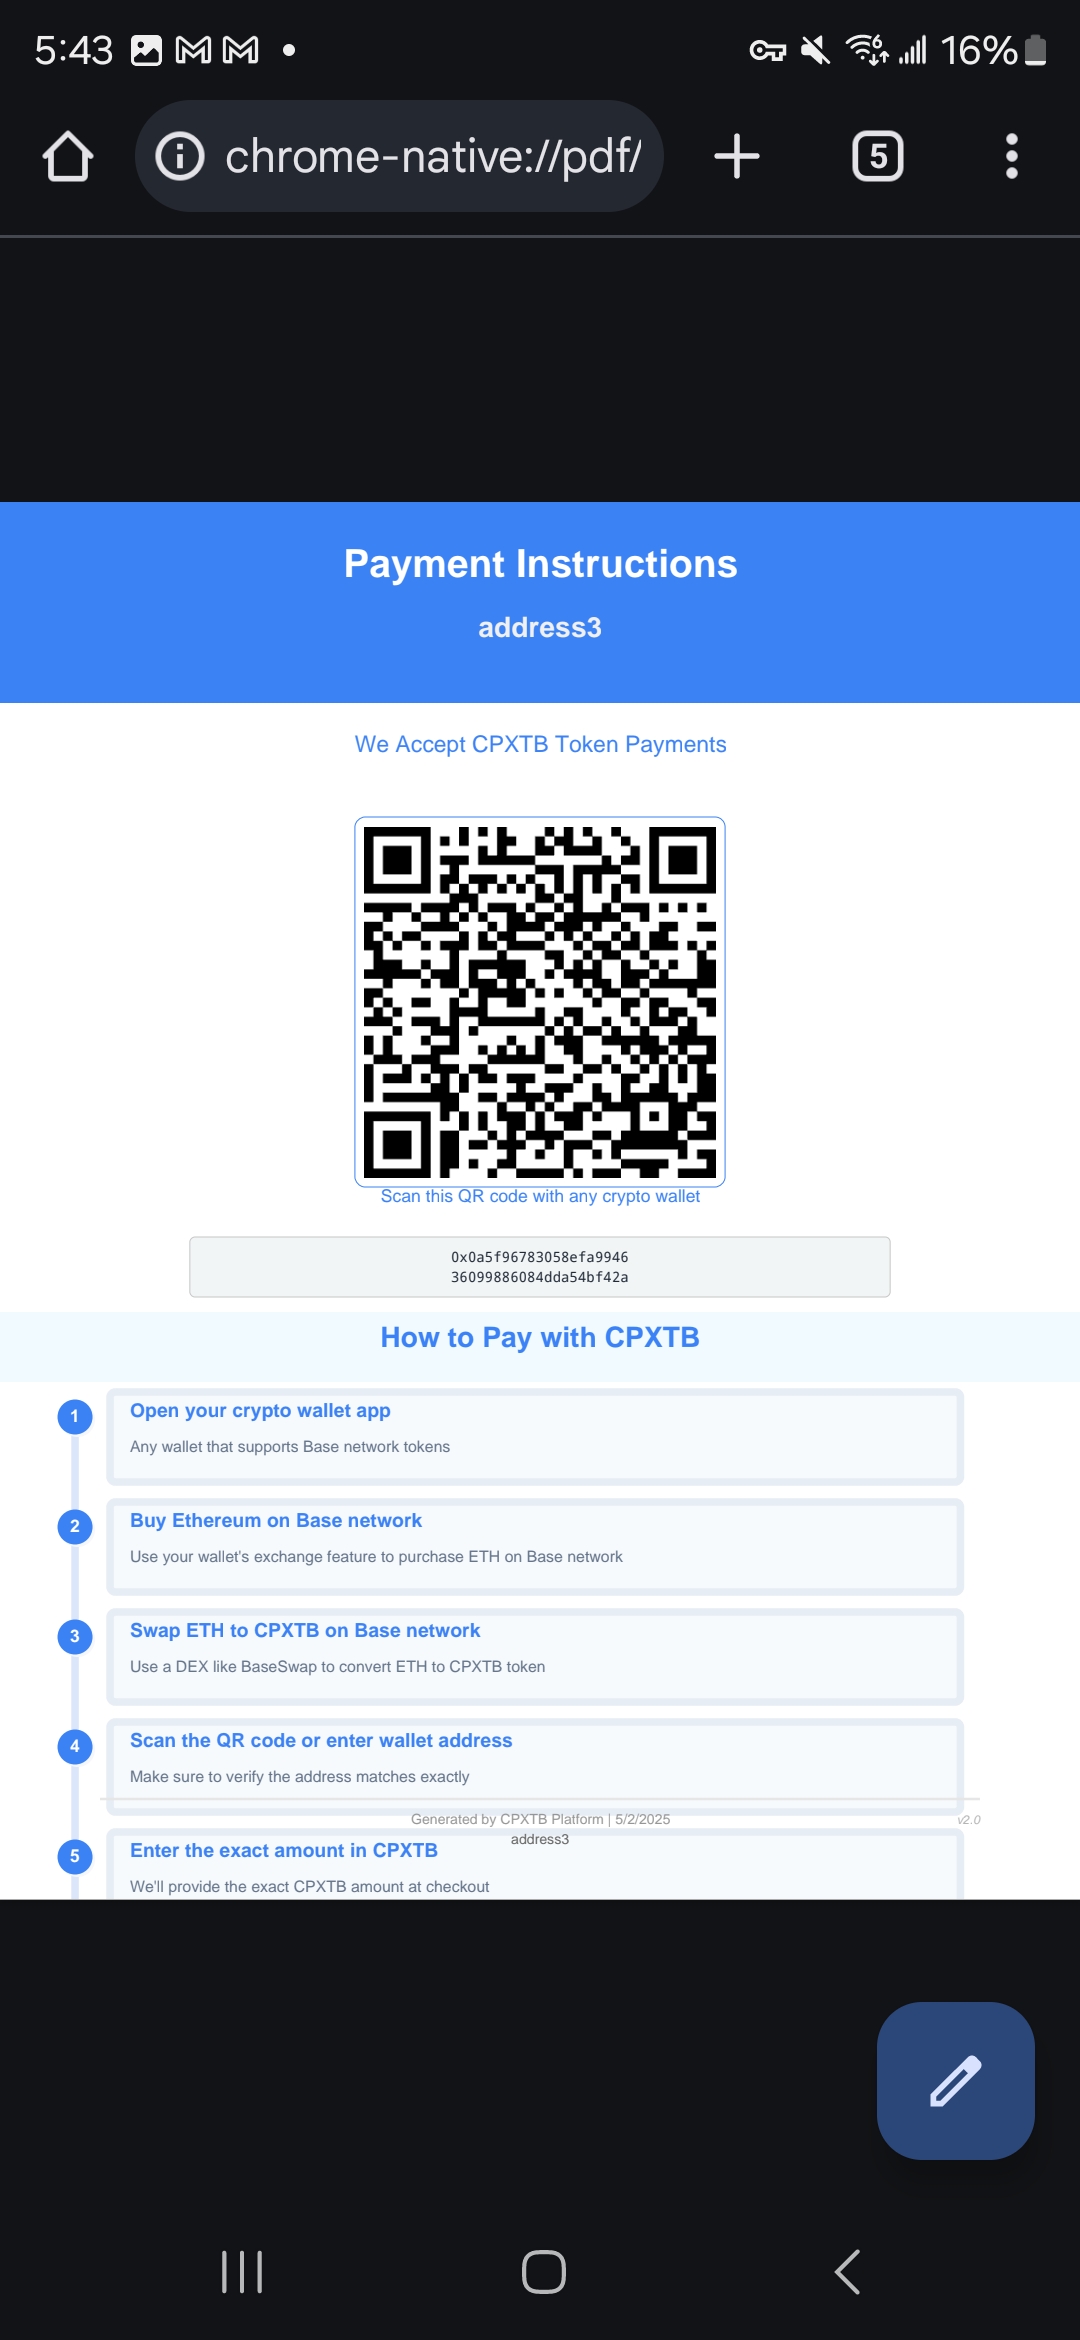 5:43
6
16%
chrome-native://pdf/
5
Payment Instructions
address3
We Accept CPXTB Token Payments
Scan this QR code with any crypto wallet
0x0a5f96783058efa9946
36099886084dda54bf42a
How to Pay with CPXTB
1
Open your crypto wallet app
Any wallet that supports Base network tokens
2
Buy Ethereum on Base network
Use your wallet's exchange feature to purchase ETH on Base network
3
Swap ETH to CPXTB on Base network
Use a DEX like BaseSwap to convert ETH to CPXTB token
4
Scan the QR code or enter wallet address
Make sure to verify the address matches exactly
Generated by CPXTB Platform | 5/2/2025
v2.0
address3
5
Enter the exact amount in CPXTB
We'll provide the exact CPXTB amount at checkout